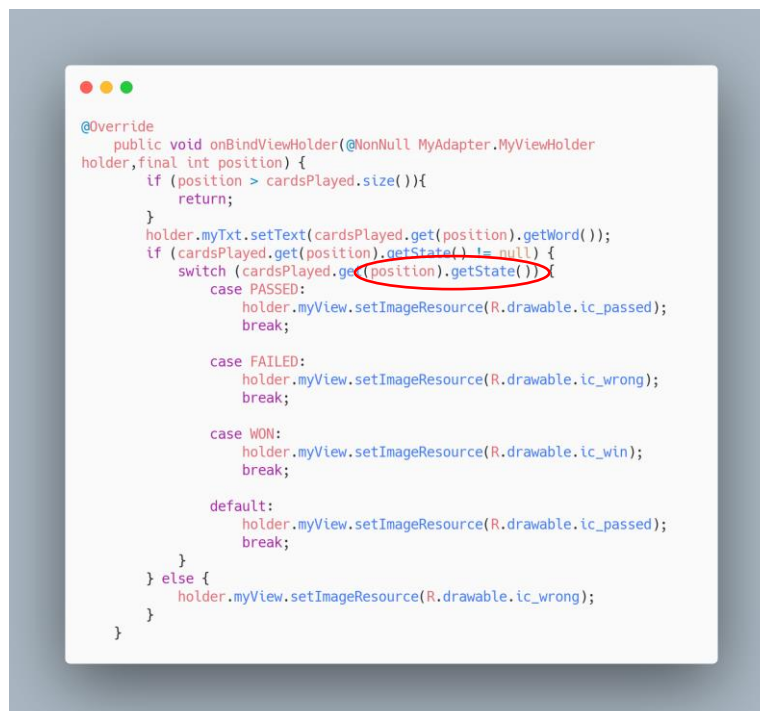 @Override
    public void onBindViewHolder(@NonNull MyAdapter.MyViewHolder
holder,final int position) {
        if (position > cardsPlayed.size()){
            return;
        }
        holder.myTxt.setText(cardsPlayed.get(position).getWord());
        if (cardsPlayed.get(position).getState() != null) {
            switch (cardsPlayed.get(position).getState()) {
                case PASSED:
                    holder.myView.setImageResource(R.drawable.ic_passed);
                    break;

                case FAILED:
                    holder.myView.setImageResource(R.drawable.ic_wrong);
                    break;

                case WON:
                    holder.myView.setImageResource(R.drawable.ic_win);
                    break;

                default:
                    holder.myView.setImageResource(R.drawable.ic_passed);
                    break;
            }
        } else {
            holder.myView.setImageResource(R.drawable.ic_wrong);
        }
    }